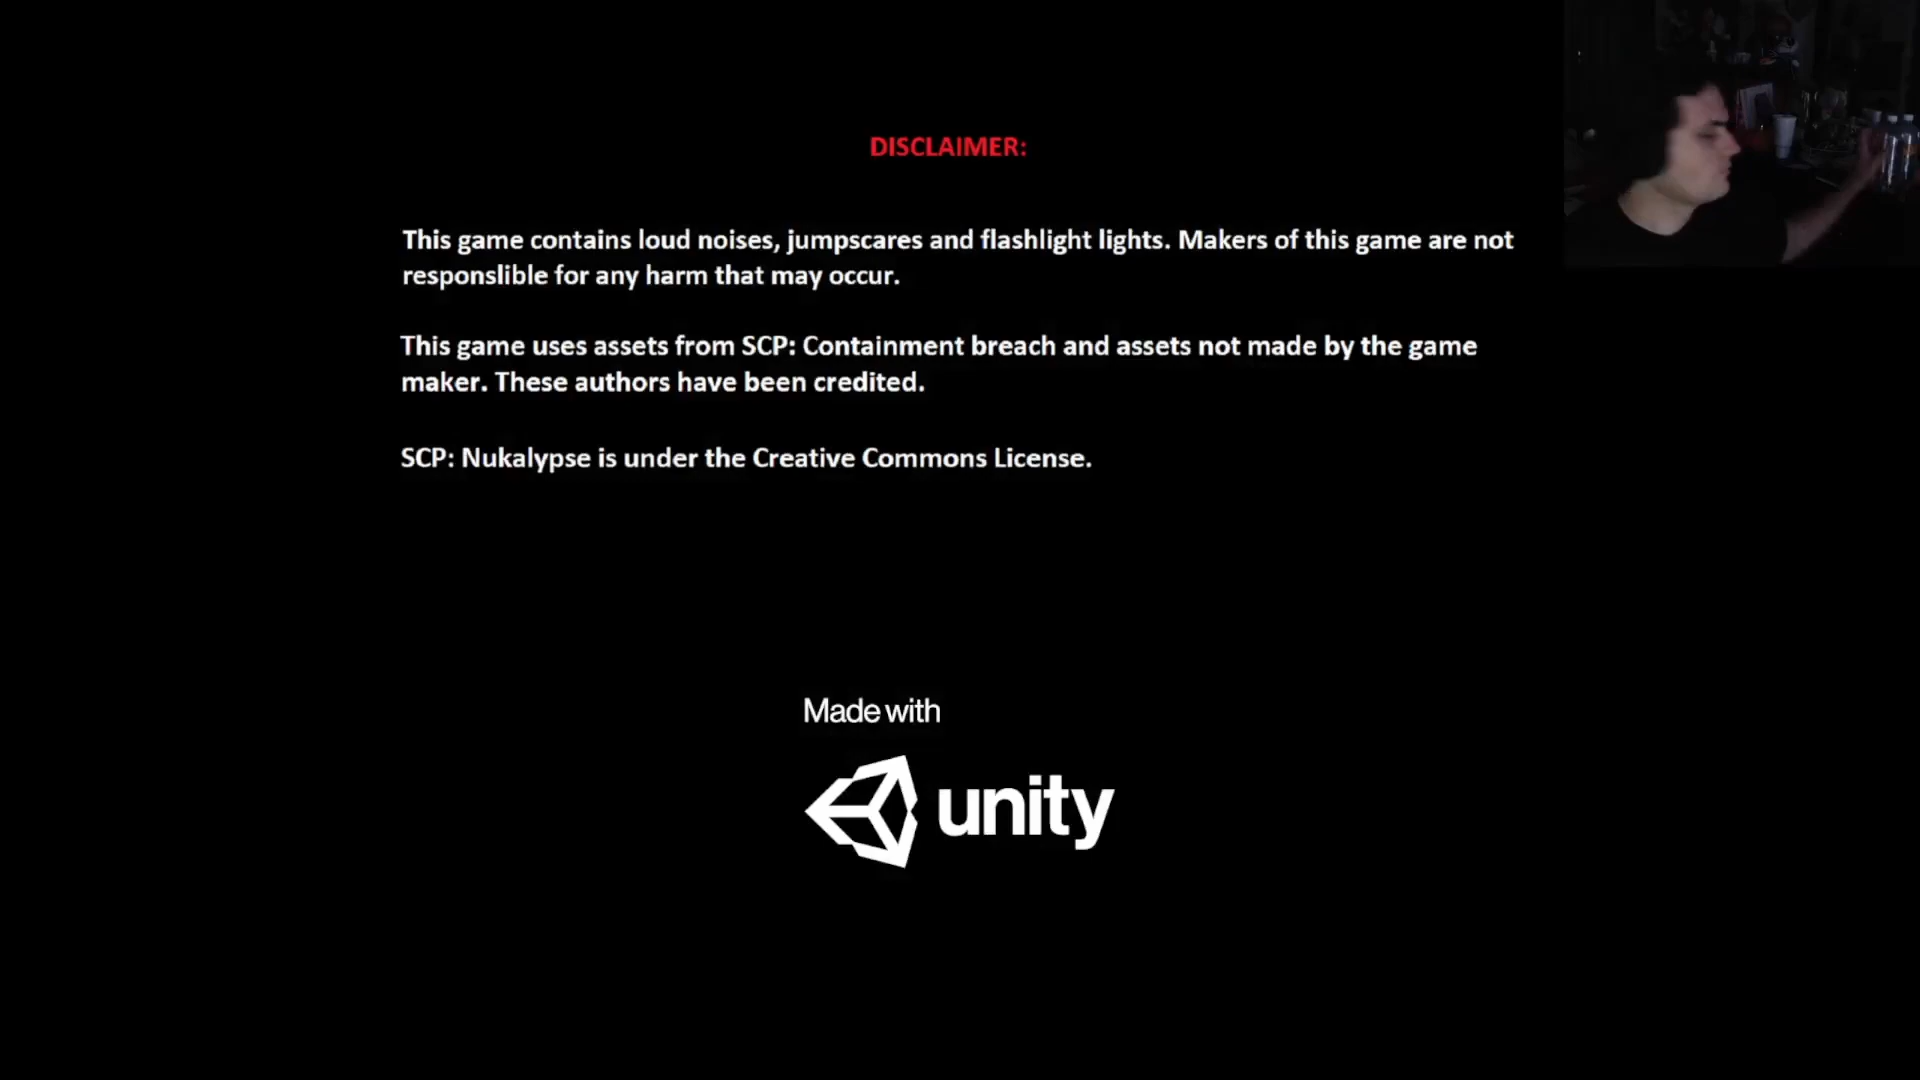 DISCLAIMER:
This game contains loud noises, jumpscares and flashlight lights. Makers of this game are not
responslible for any harm that may occur.
This game uses assets from SCP: Containment breach and assets not made by the game
maker. These authors have been credited.
SCP: Nukalypse is under the Creative Commons License.
Made with
unity